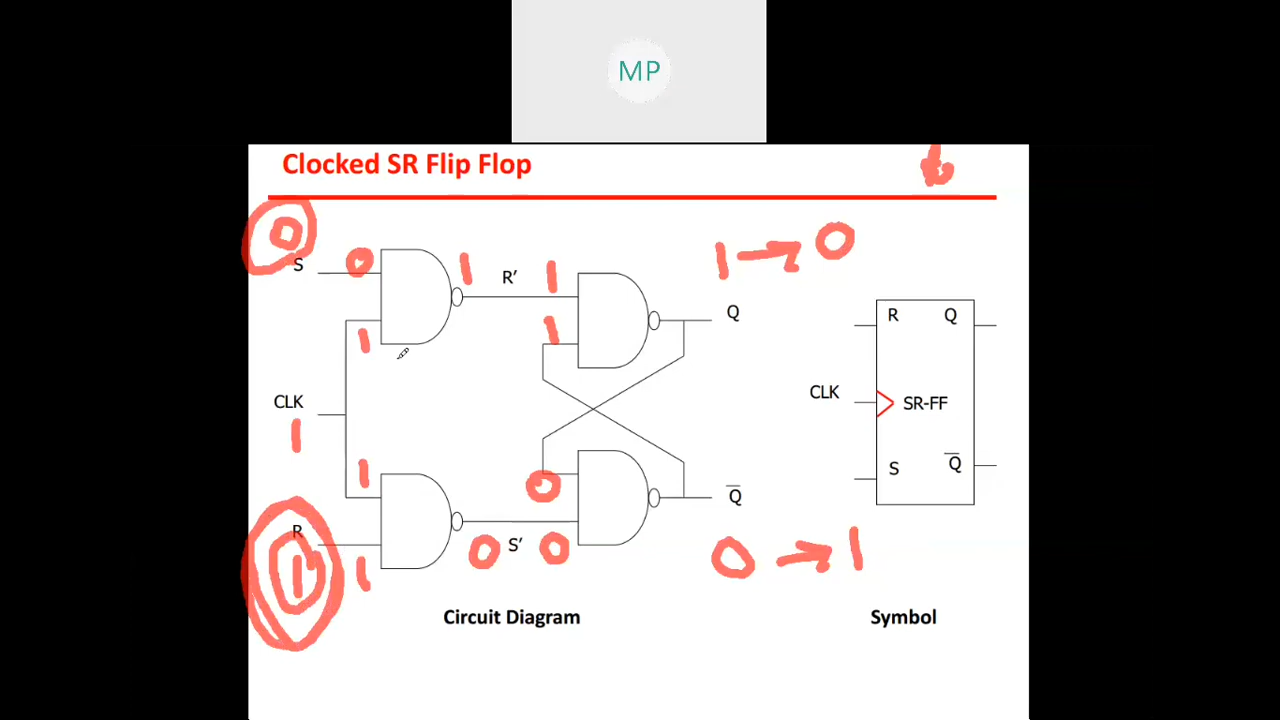 MP
Clocked SR Flip Flop
0
S 0 1 R’ 1 1 → 0
1 1 Q
CLK
1
1 0 Q̅
R 1 1 0 S’ 0 0 → 1
Circuit Diagram
R Q
CLK SR-FF
S Q̅
Symbol